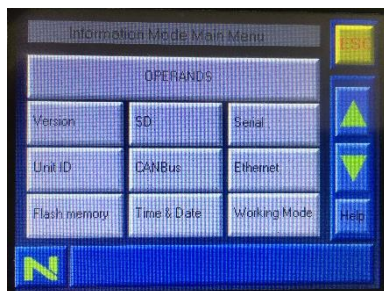 Information Mode Main Menu
ESC
OPERANDS
Version SD Serial
Unit ID CANBus Ethernet
Flash memory Time & Date Working Mode
Help
N